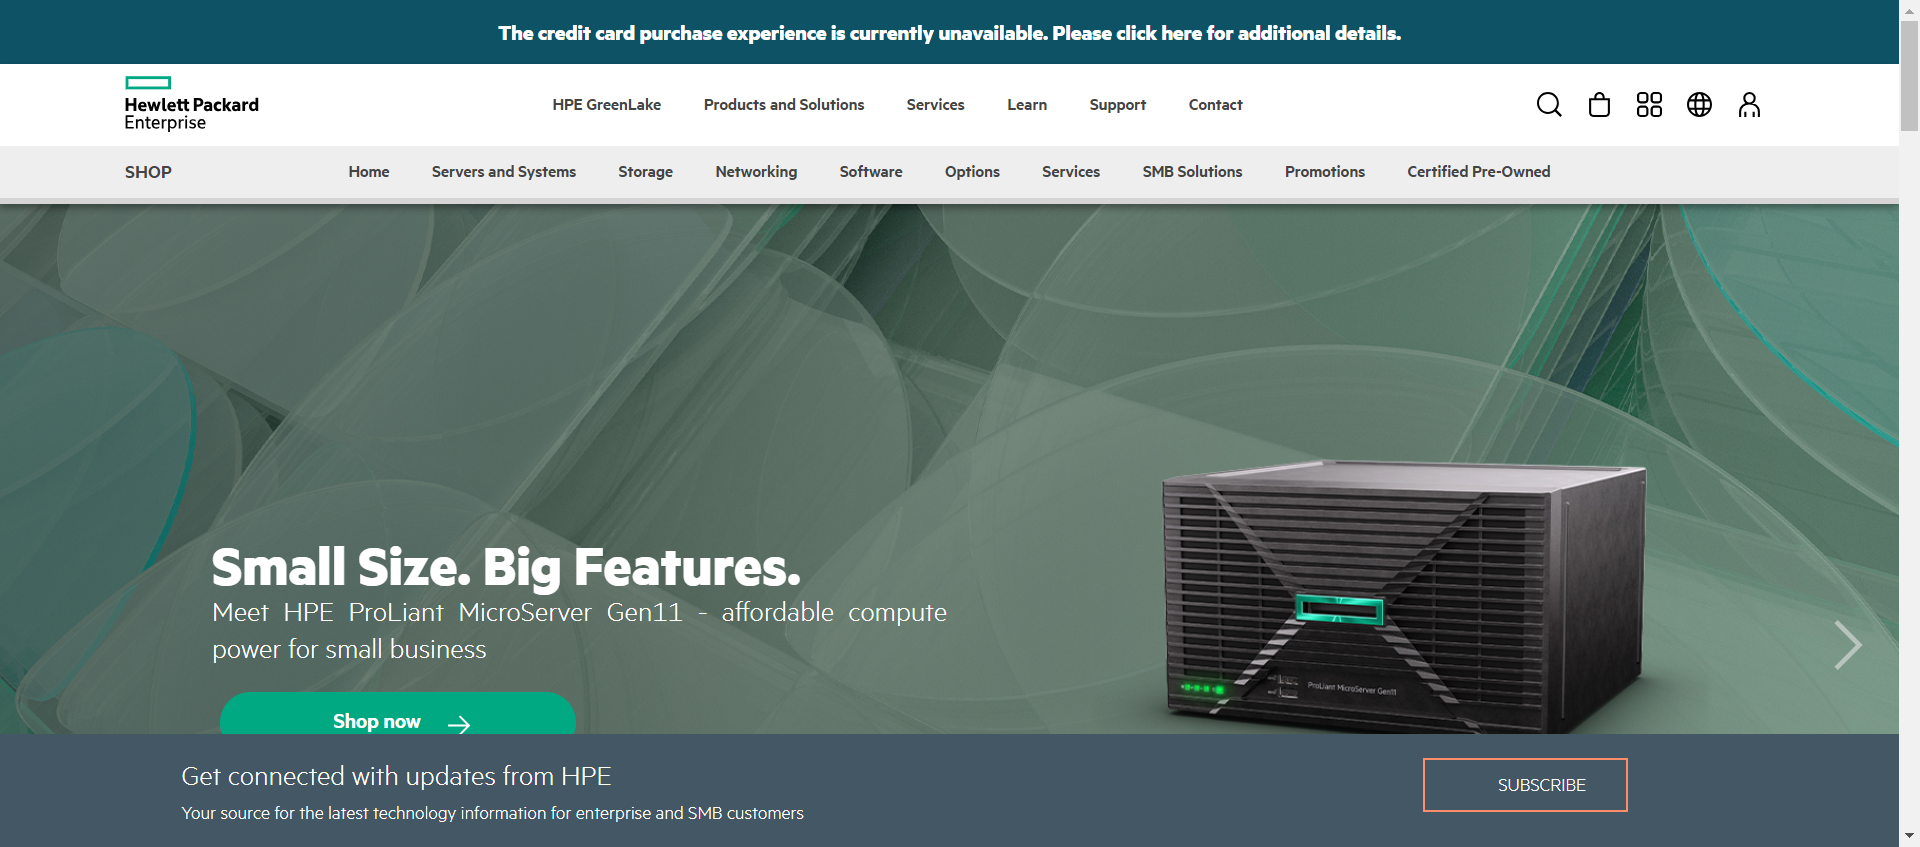 The credit card purchase experience is currently unavailable. Please click here for additional details.
Hewlett Packard
Enterprise
HPE GreenLake Products and Solutions Services Learn Support Contact
SHOP Home Servers and Systems Storage Networking Software Options Services SMB Solutions Promotions Certified Pre-Owned
Small Size. Big Features.
Meet HPE ProLiant MicroServer Gen11 - affordable compute
power for small business
Shop now
ProLiant MicroServer Gen11
Get connected with updates from HPE
Your source for the latest technology information for enterprise and SMB customers
SUBSCRIBE